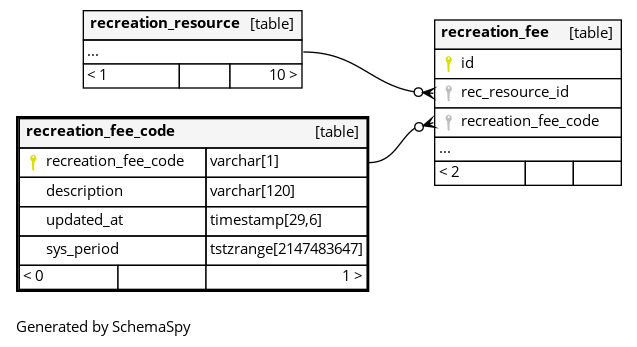 recreation_resource [table]
...
< 1 10 >
recreation_fee [table]
id
rec_resource_id
recreation_fee_code
...
< 2
recreation_fee_code [table]
recreation_fee_code varchar[1]
description varchar[120]
updated_at timestamp[29,6]
sys_period tstzrange[2147483647]
< 0 1 >
Generated by SchemaSpy